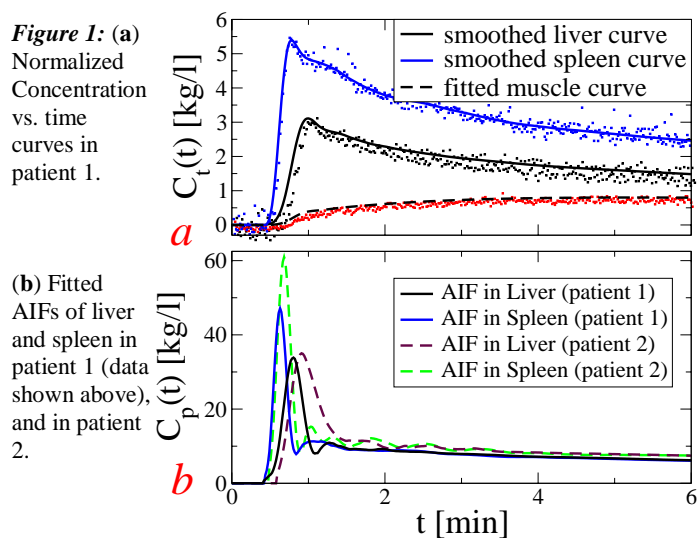 Figure 1: (a)
Normalized
Concentration
vs. time
curves in
patient 1.
(b) Fitted
AIFs of liver
and spleen in
patient 1 (data
shown above),
and in patient
2.
C_t(t) [kg/l]
6
5
4
3
2
1
0
a
smoothed liver curve
smoothed spleen curve
fitted muscle curve
C_p(t) [kg/l]
60
40
20
0
b
AIF in Liver (patient 1)
AIF in Spleen (patient 1)
AIF in Liver (patient 2)
AIF in Spleen (patient 2)
0 2 4 6
t [min]